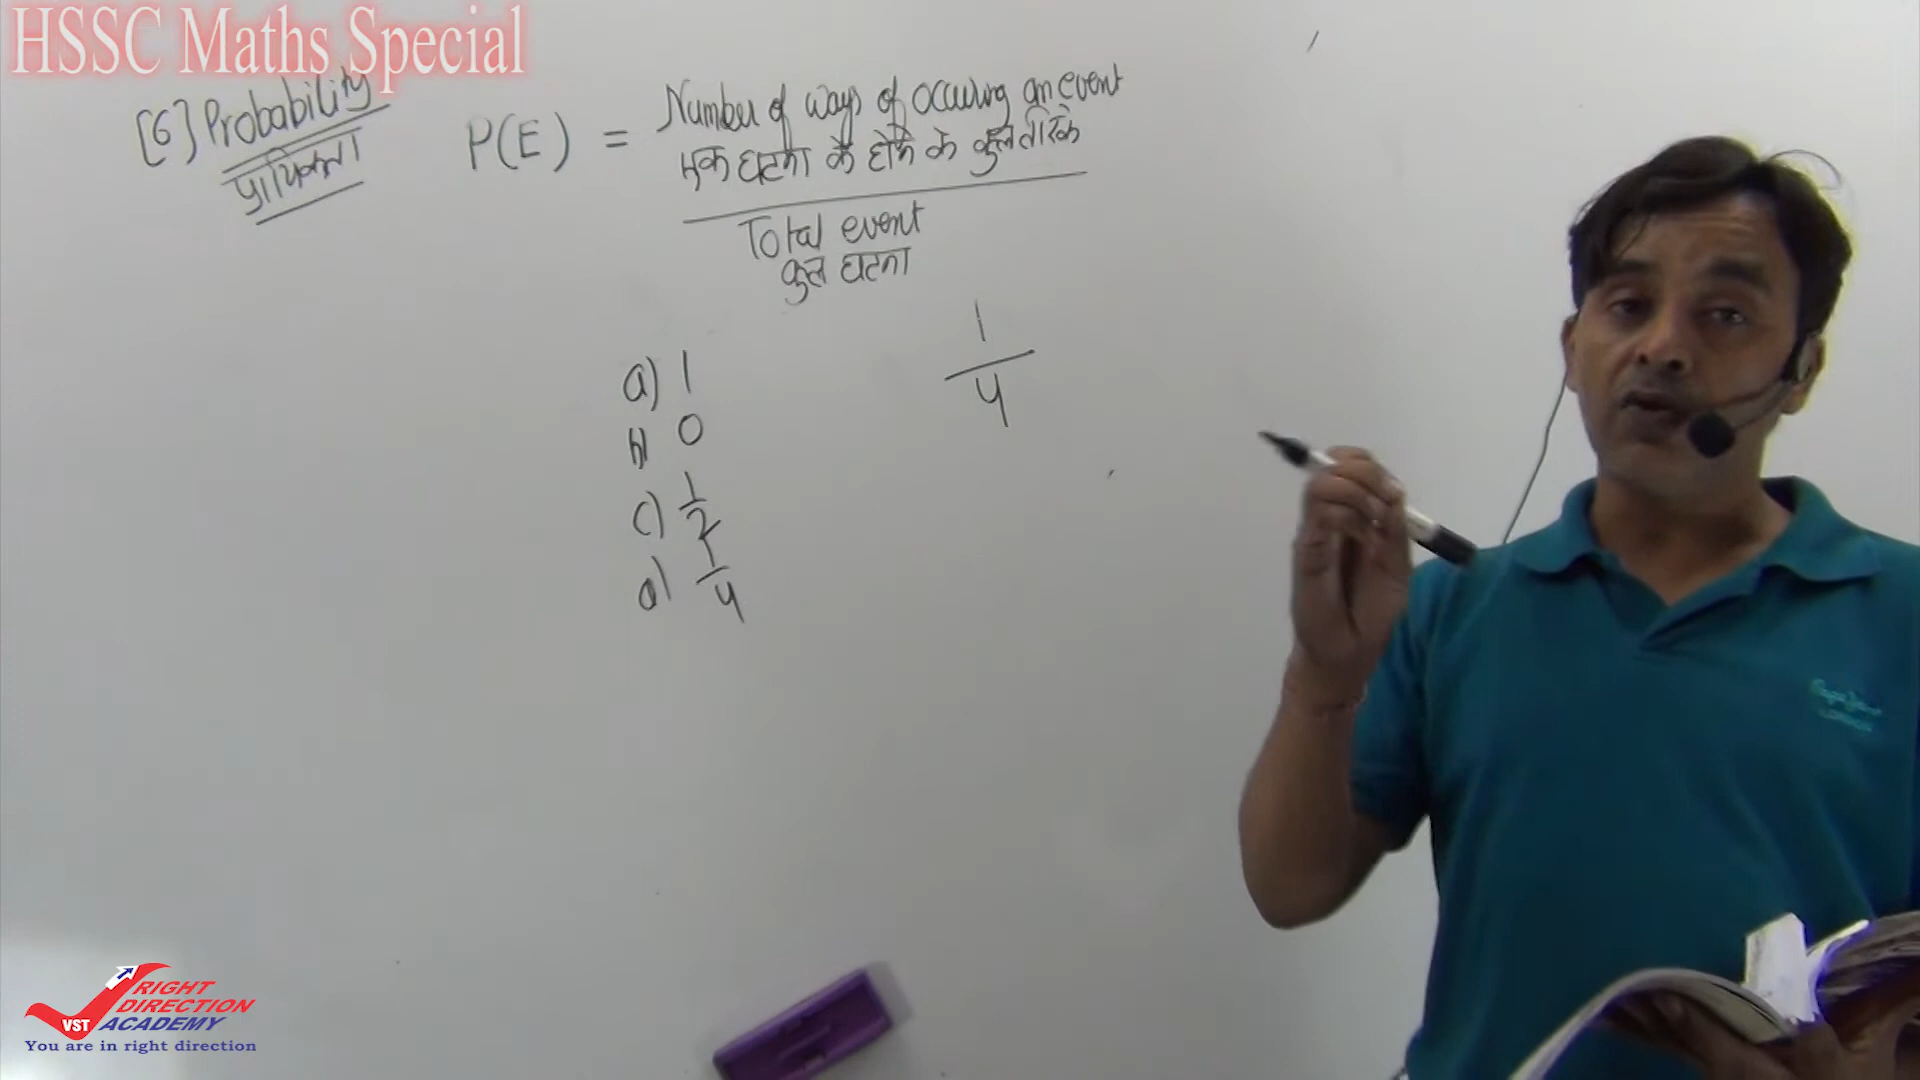 HSSC Maths Special
[6] Probability
प्रायिकता
P(E) = Number of ways of occuring an event
एक घटना के होने के कुल तरिके
Total event
कुल घटना
a) 1
b) 0
c) 1/2
d) 1/4
1/4
RIGHT
DIRECTION
VST ACADEMY
You are in right direction